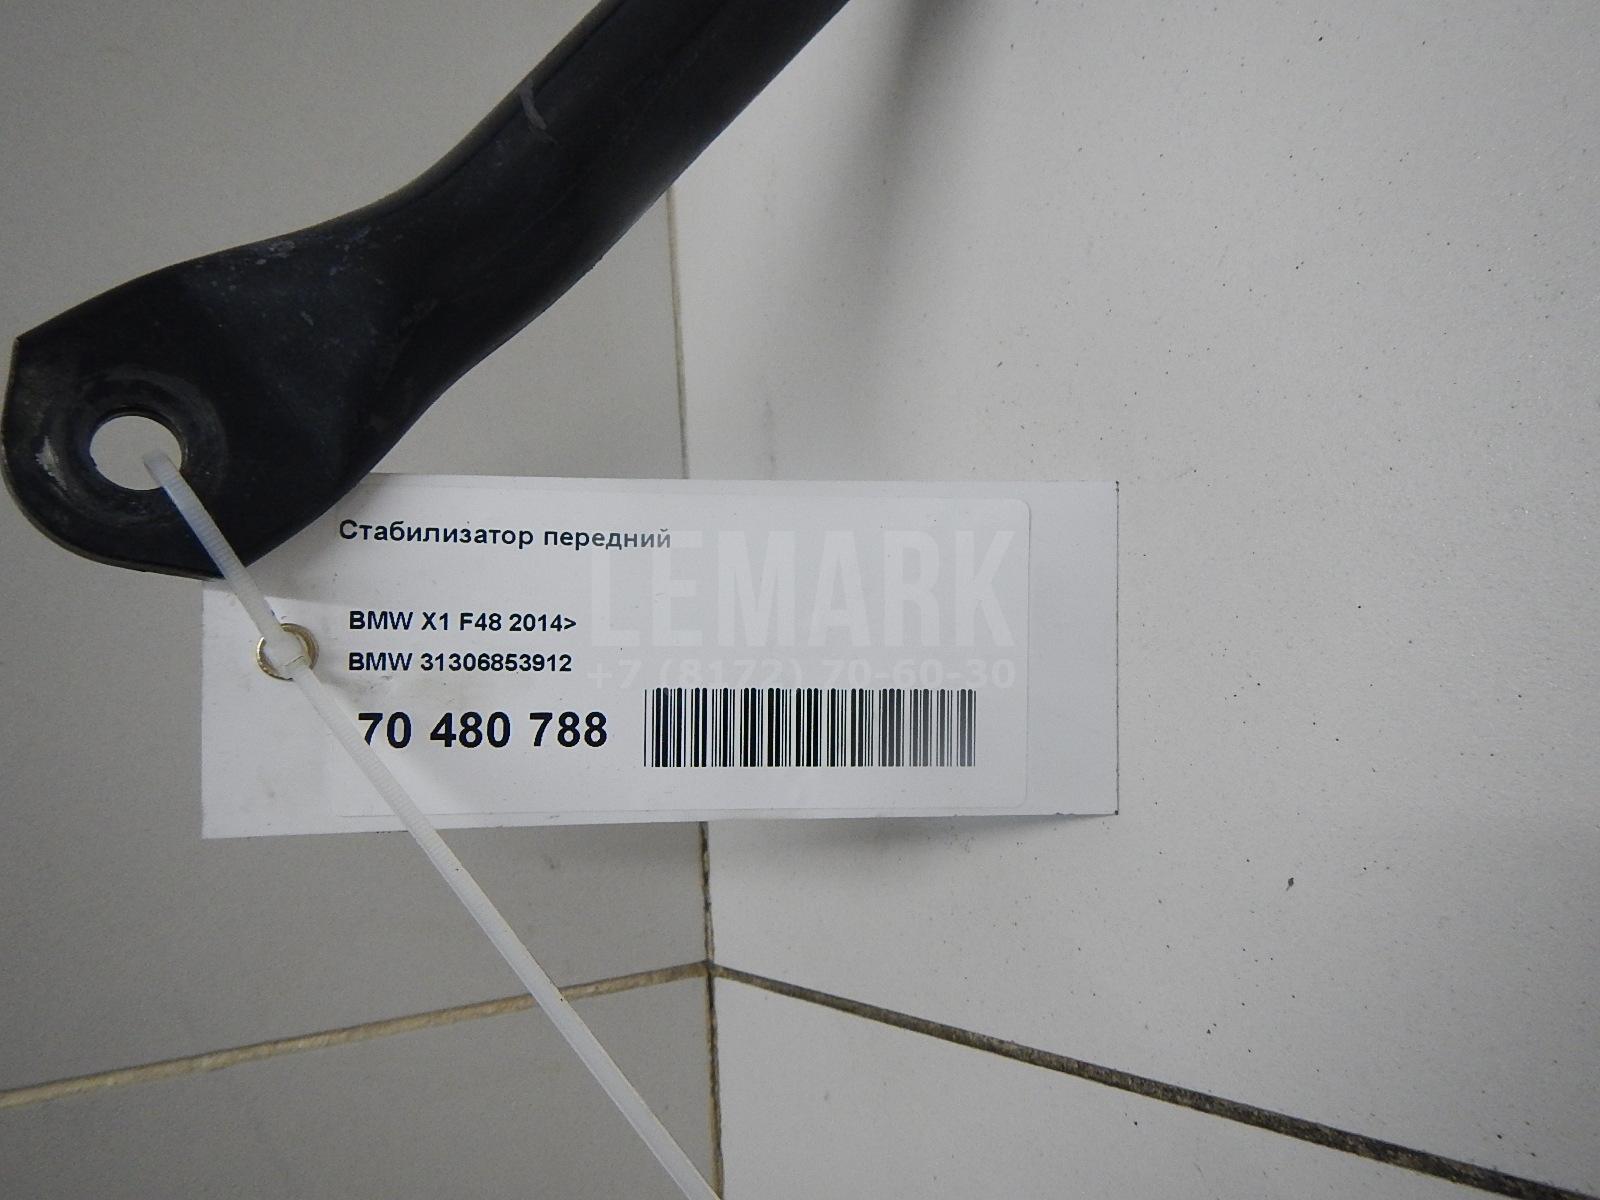 Стабилизатор передний
LEMARK
BMW X1 F48 2014>
BMW 31306853912
+7 (8172) 70-60-30
70 480 788